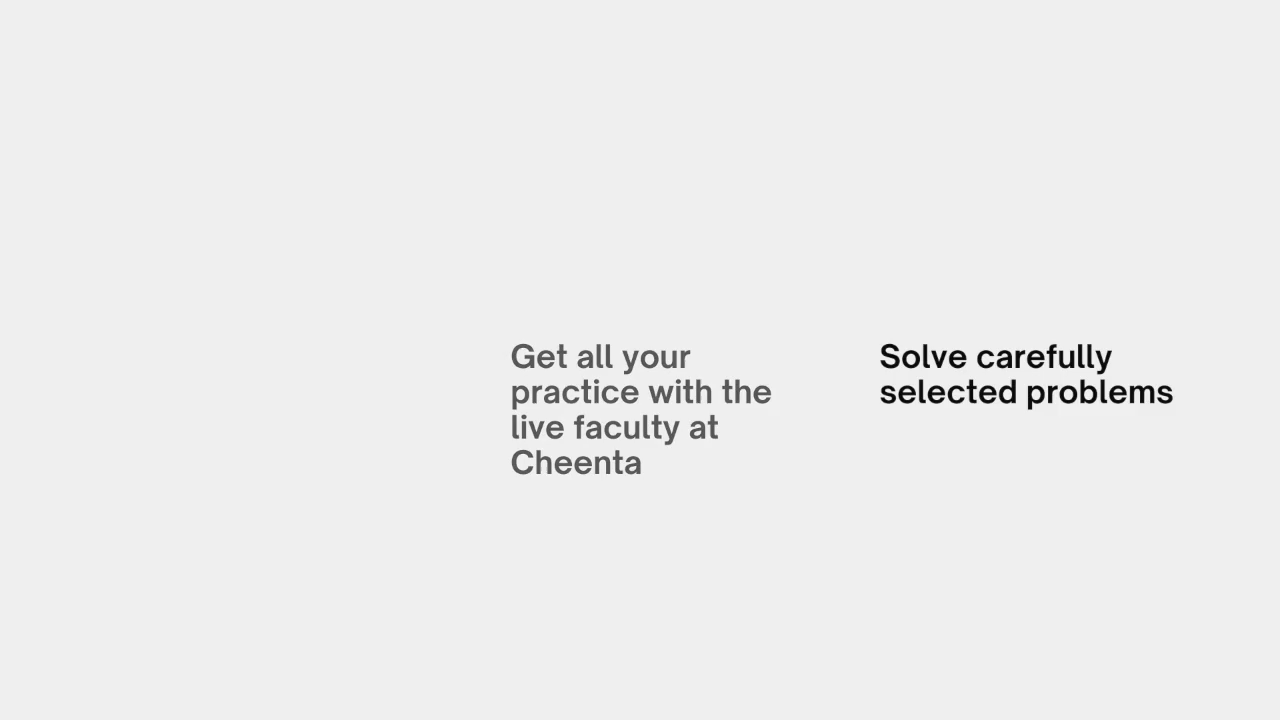 Get all your
practice with the
live faculty at
Cheenta
Solve carefully
selected problems